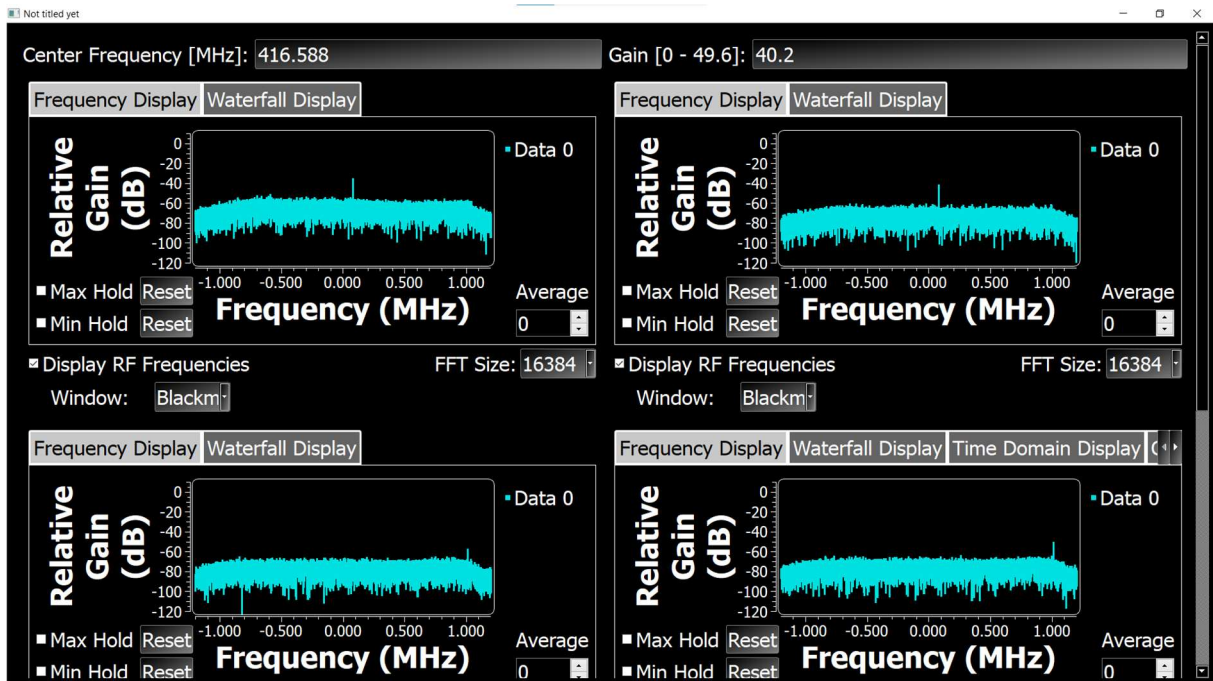 Not titled yet
Center Frequency [MHz]: 416.588
Gain [0 - 49.6]: 40.2
Frequency Display Waterfall Display
Relative Gain (dB)
0
-20
-40
-60
-80
-100
-120
Data 0
-1.000 -0.500 0.000 0.500 1.000
Frequency (MHz)
Max Hold Reset
Min Hold Reset
Average
0
Display RF Frequencies
FFT Size: 16384
Window: Blackm
Frequency Display Waterfall Display
Relative Gain (dB)
0
-20
-40
-60
-80
-100
-120
Data 0
-1.000 -0.500 0.000 0.500 1.000
Frequency (MHz)
Max Hold Reset
Min Hold Reset
Average
0
Display RF Frequencies
FFT Size: 16384
Window: Blackm
Frequency Display Waterfall Display
Relative Gain (dB)
0
-20
-40
-60
-80
-100
-120
Data 0
-1.000 -0.500 0.000 0.500 1.000
Frequency (MHz)
Max Hold Reset
Min Hold Reset
Average
0
Frequency Display Waterfall Display Time Domain Display
Relative Gain (dB)
0
-20
-40
-60
-80
-100
-120
Data 0
-1.000 -0.500 0.000 0.500 1.000
Frequency (MHz)
Max Hold Reset
Min Hold Reset
Average
0